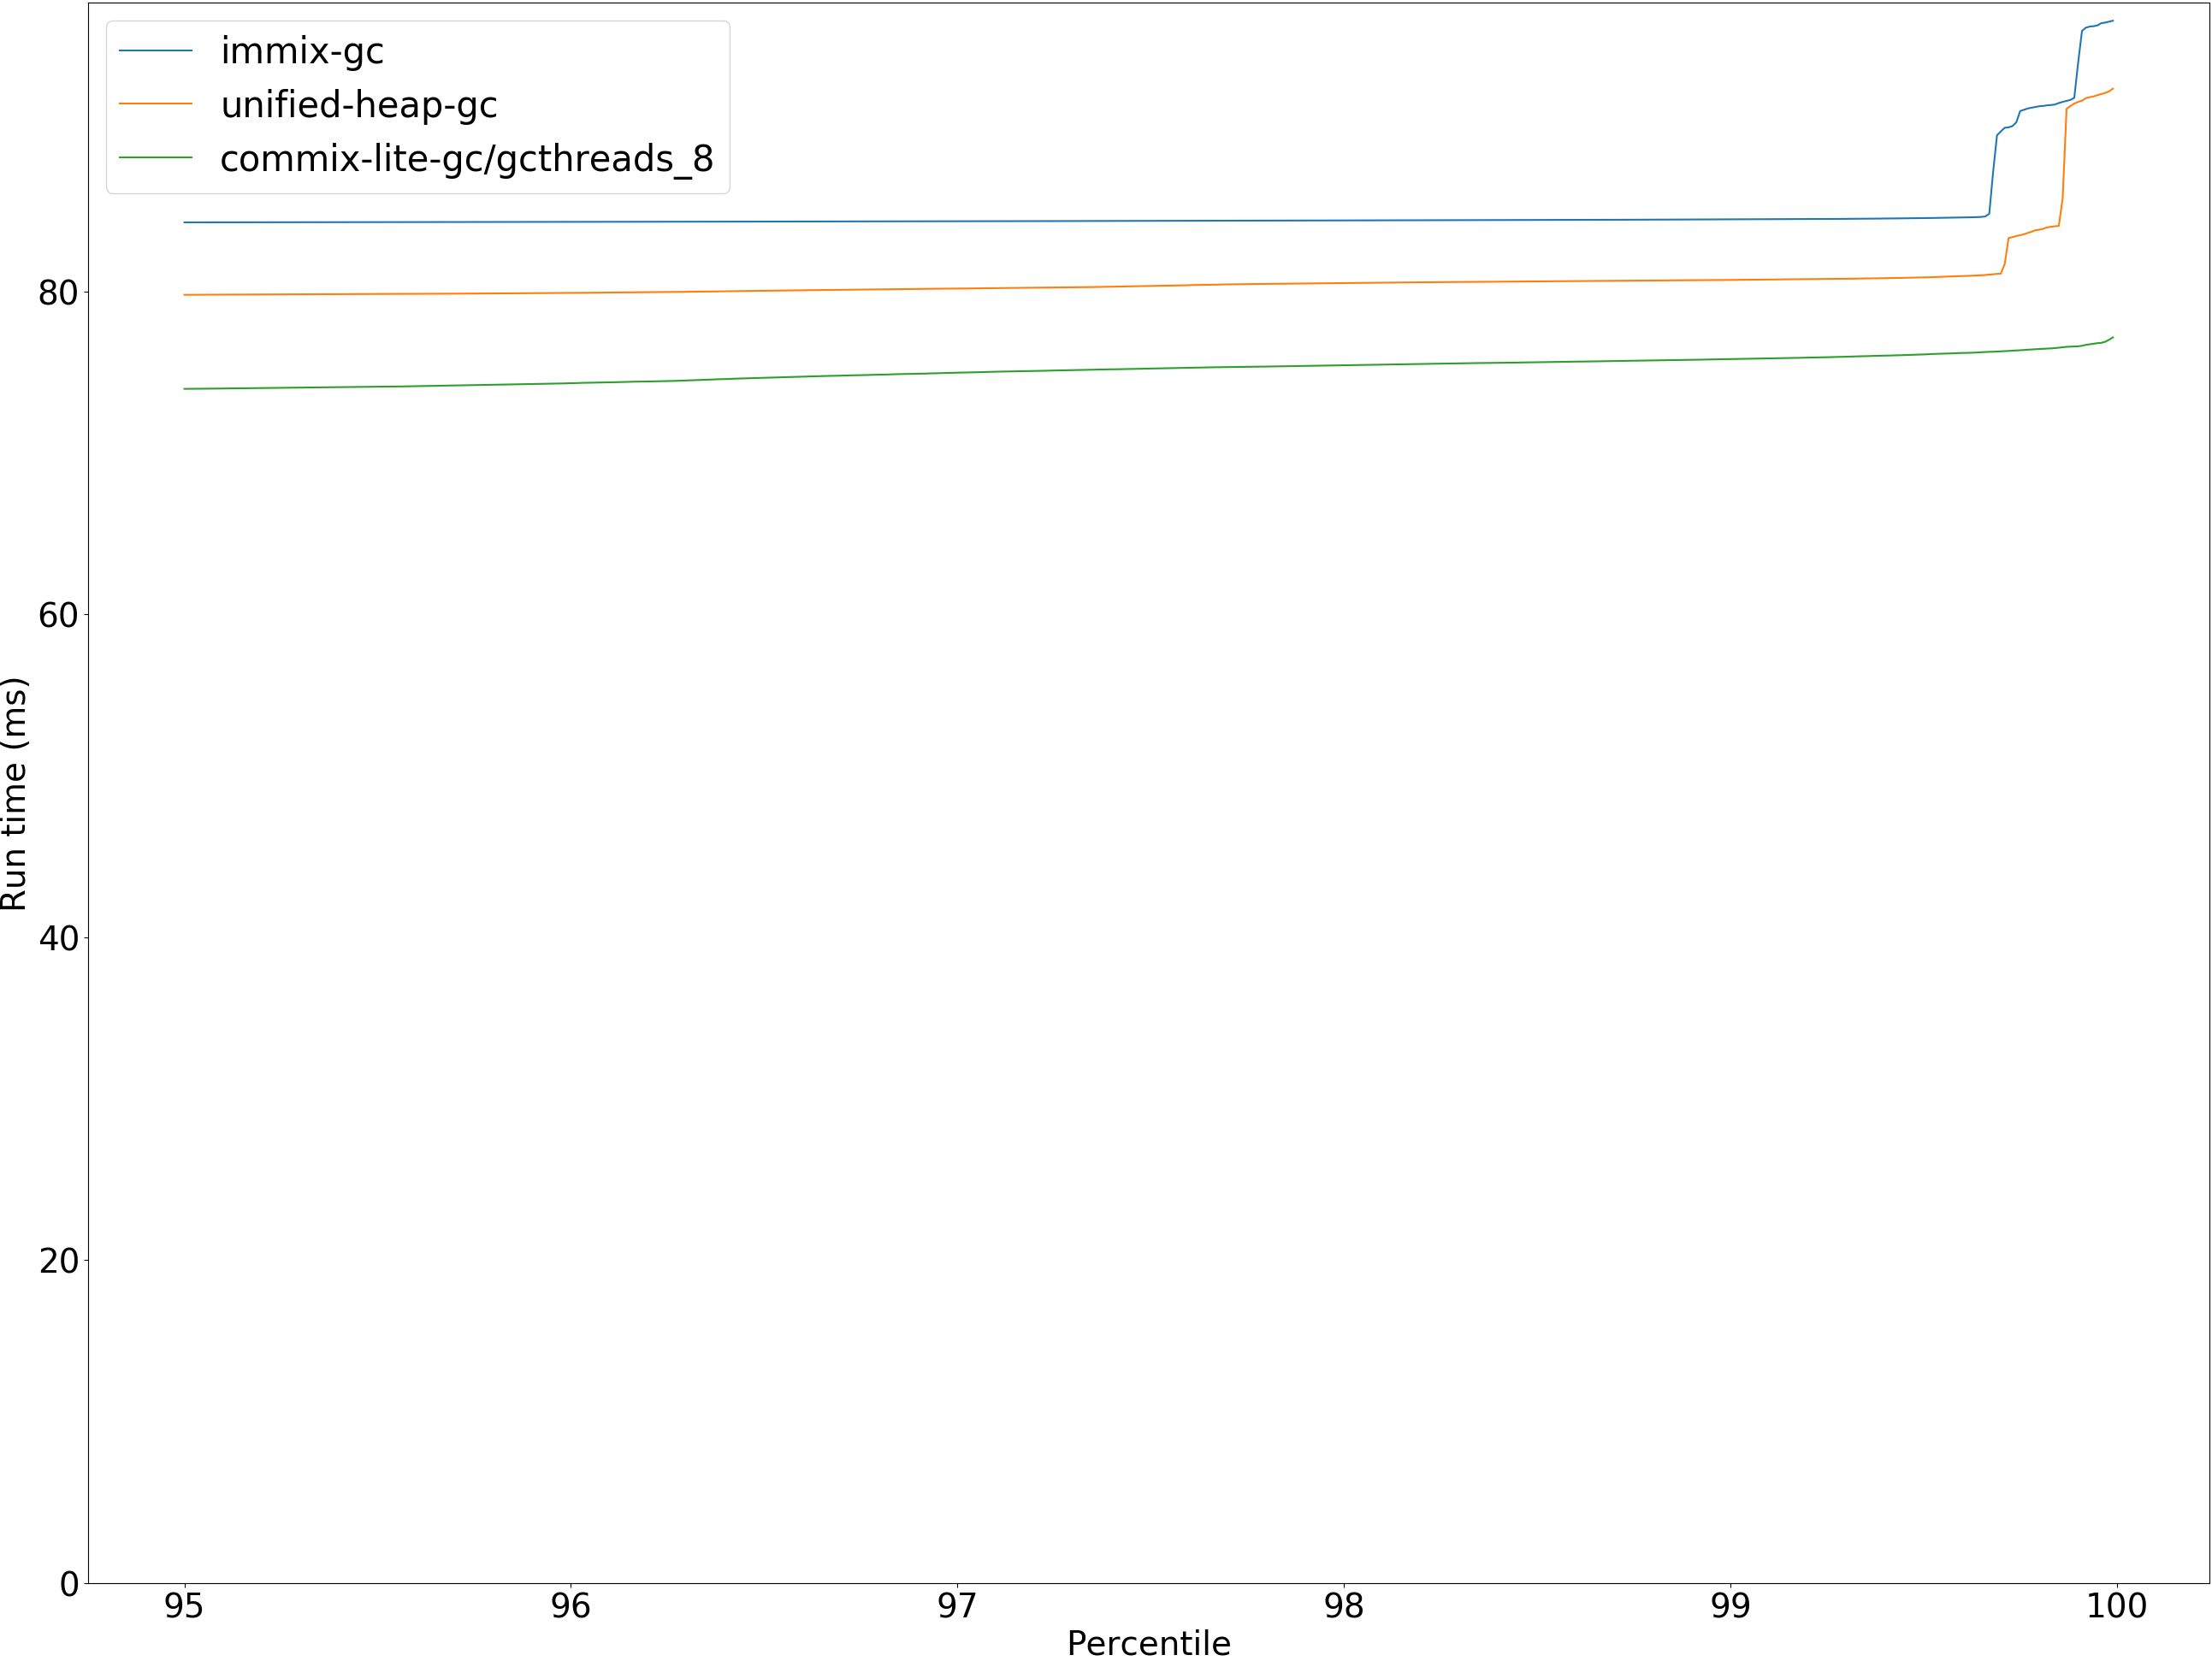 immix-gc
unified-heap-gc
commix-lite-gc/gcthreads_8
80
60
40
20
0
Run time (ms)
95 96 97 98 99 100
Percentile